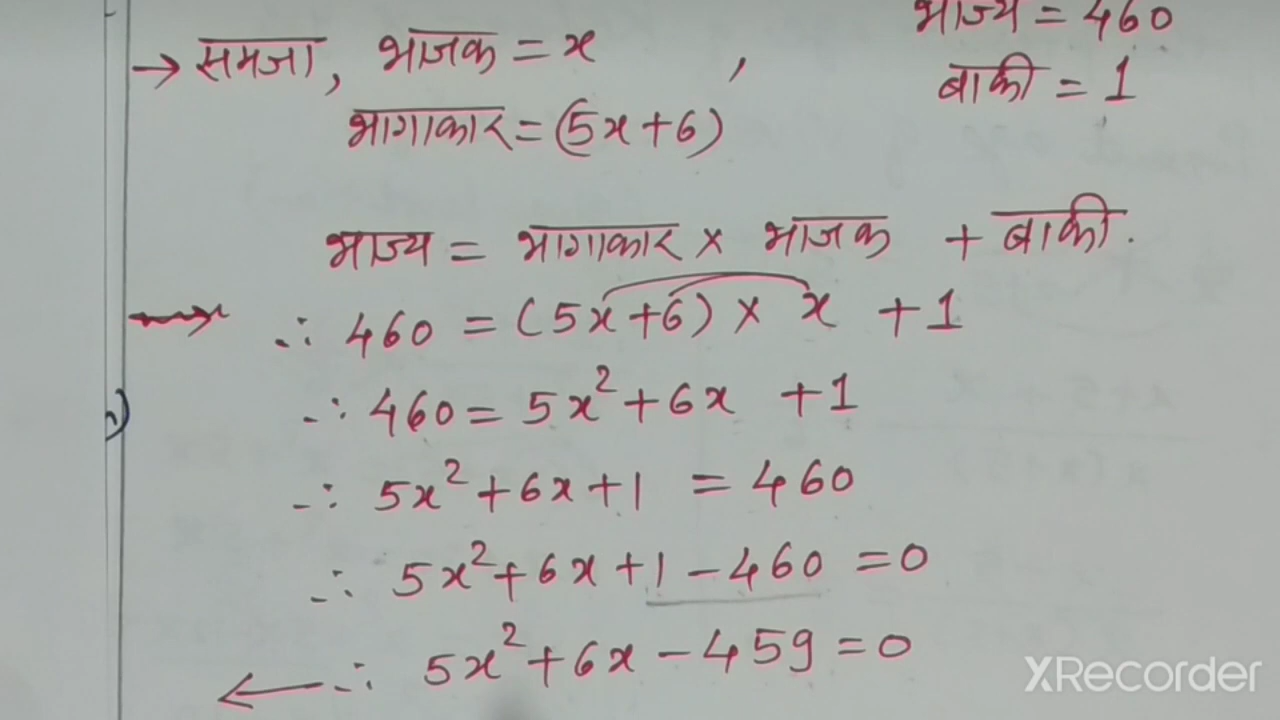 → समजा, भाजक = x , भाज्य = 460
बाकी = 1
भागाकार = (5x+6)
भाज्य = भागाकार × भाजक + बाकी.
∴ 460 = (5x+6) × x +1
∴ 460 = 5x² + 6x +1
∴ 5x² + 6x + 1 = 460
∴ 5x² + 6x + 1 - 460 = 0
← ∴ 5x² + 6x - 459 = 0
XRecorder